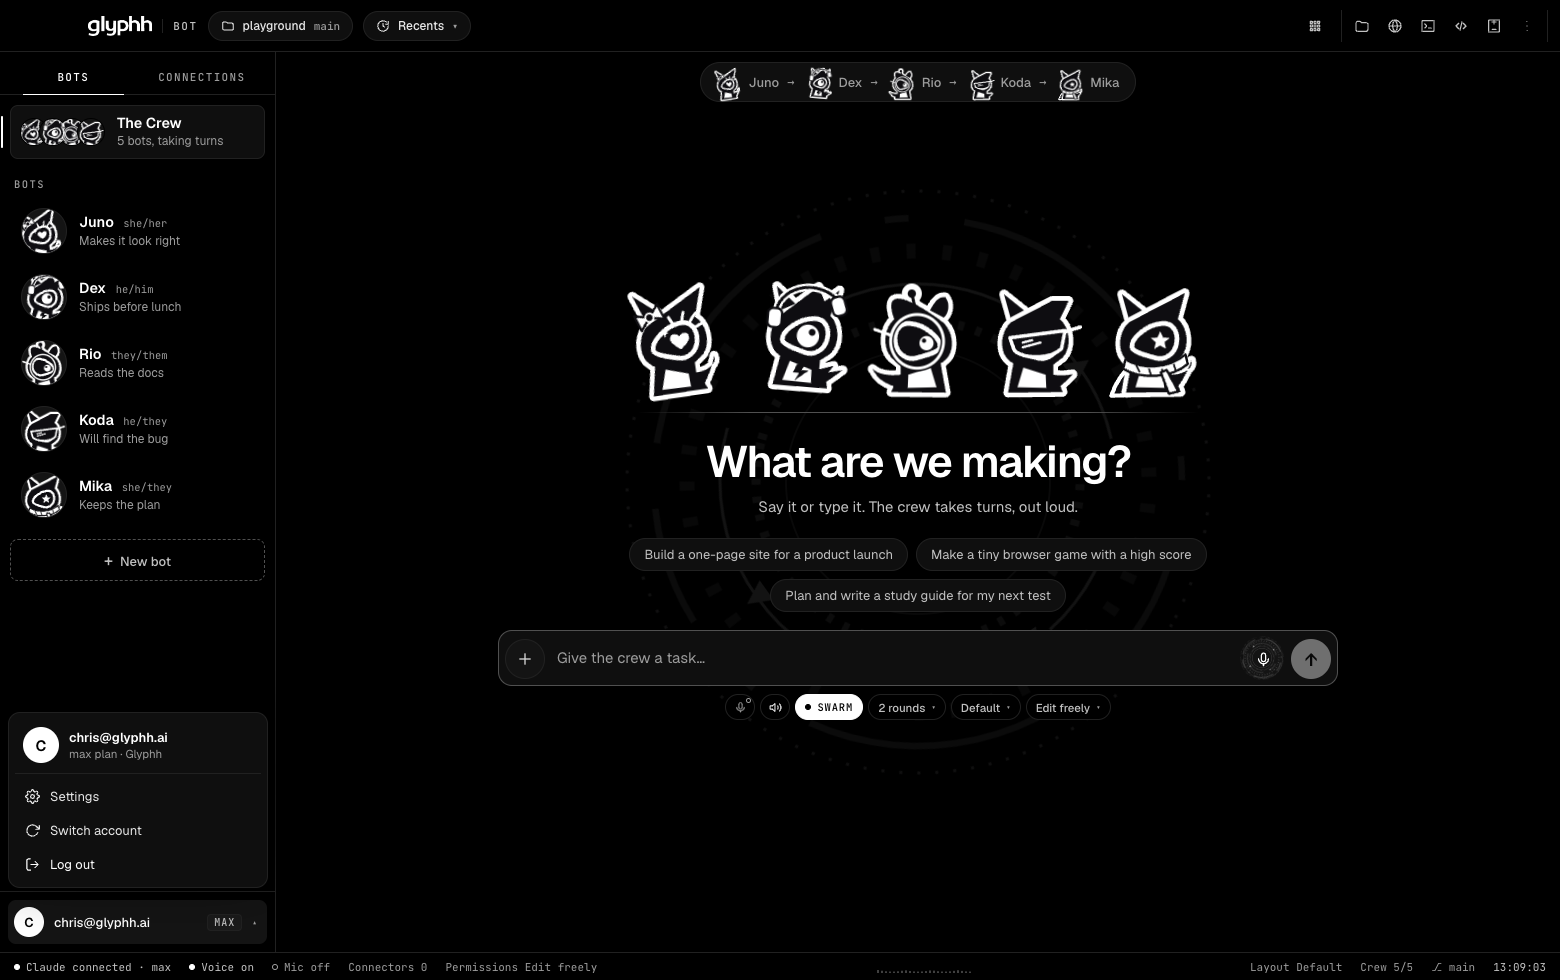 glyphh BOT playground main Recents
BOTS CONNECTIONS
The Crew
5 bots, taking turns
BOTS
Juno she/her
Makes it look right
Dex he/him
Ships before lunch
Rio they/them
Reads the docs
Koda he/they
Will find the bug
Mika she/they
Keeps the plan
+ New bot
chris@glyphh.ai
max plan · Glyphh
Settings
Switch account
Log out
C chris@glyphh.ai MAX
Juno → Dex → Rio → Koda → Mika
What are we making?
Say it or type it. The crew takes turns, out loud.
Build a one-page site for a product launch Make a tiny browser game with a high score
Plan and write a study guide for my next test
Give the crew a task...
SWARM 2 rounds Default Edit freely
Claude connected · max Voice on Mic off Connectors 0 Permissions Edit freely Layout Default Crew 5/5 main 13:09:03